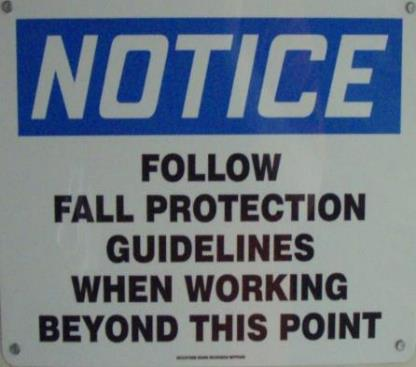 NOTICE
FOLLOW
FALL PROTECTION
GUIDELINES
WHEN WORKING
BEYOND THIS POINT